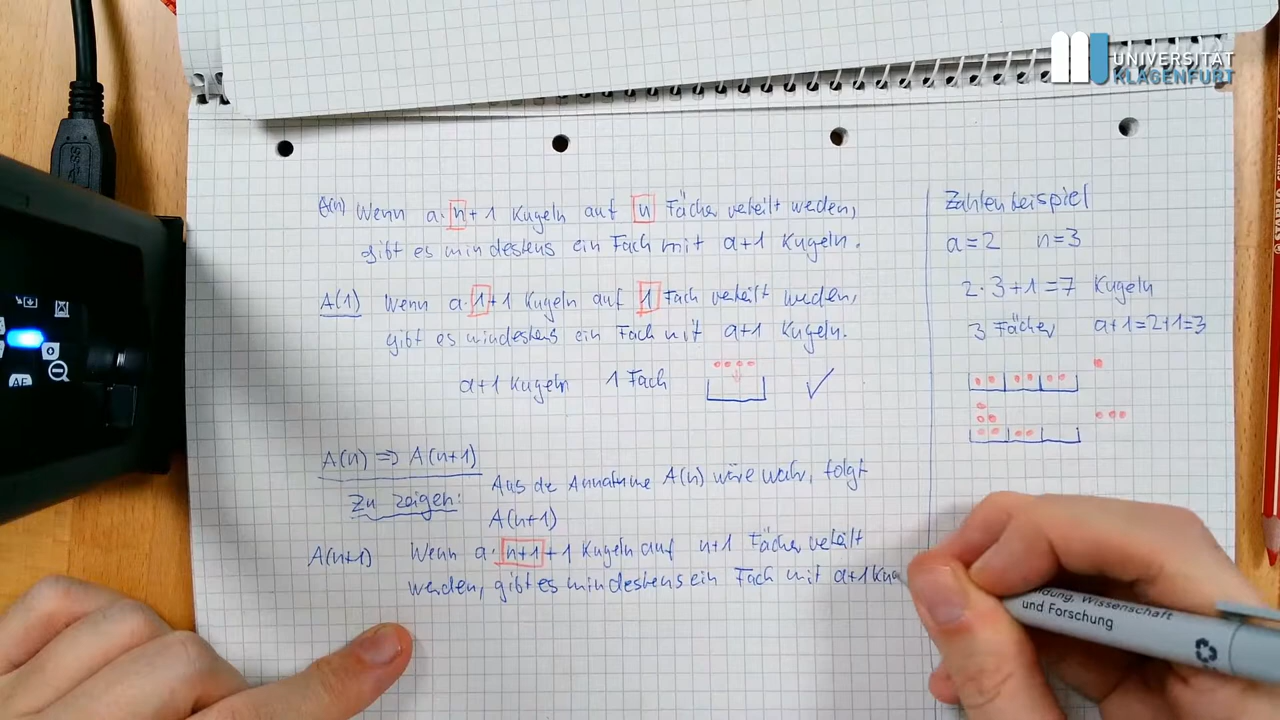 UNIVERSITÄT
KLAGENFURT
A(n) Wenn a·n+1 Kugeln auf n Fächer verteilt werden,
gibt es mindestens ein Fach mit a+1 Kugeln.
A(1) Wenn a·1+1 Kugeln auf 1 Fach verteilt werden,
gibt es mindestens ein Fach mit a+1 Kugeln.
a+1 Kugeln 1 Fach ✓
A(n) ⇒ A(n+1)
Zu zeigen: Aus der Annahme A(n) wäre wahr, folgt
A(n+1)
A(n+1) Wenn a·n+1+1 Kugeln auf n+1 Fächer verteilt
werden, gibt es mindestens ein Fach mit a+1 Kug
Zahlenbeispiel
a=2 n=3
2·3+1=7 Kugeln
3 Fächer a+1=2+1=3
dung, Wissenschaft
und Forschung
AF